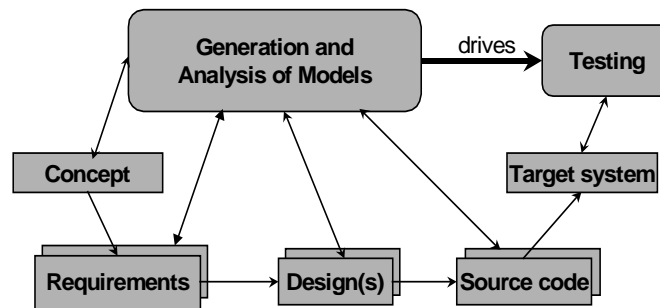 Generation and
Analysis of Models
drives
Testing
Concept
Target system
Requirements
Design(s)
Source code